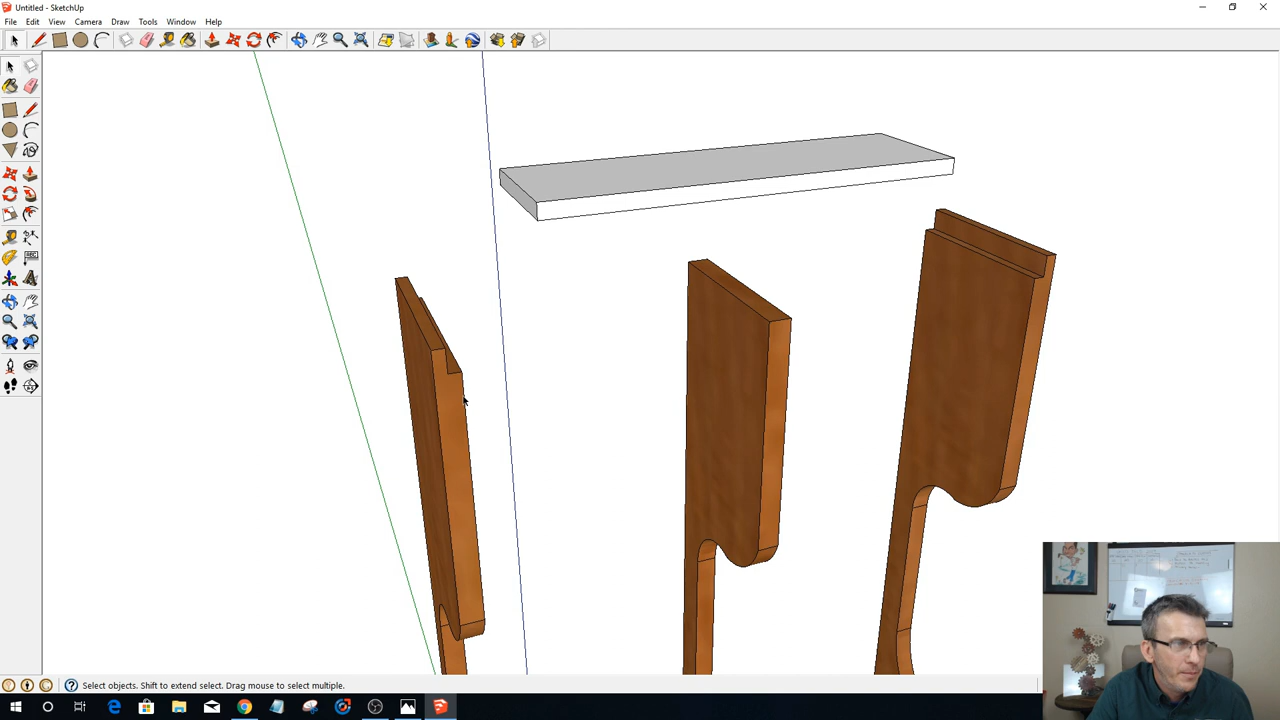 Untitled - SketchUp
File Edit View Camera Draw Tools Window Help
ABC
Select objects. Shift to extend select. Drag mouse to select multiple.